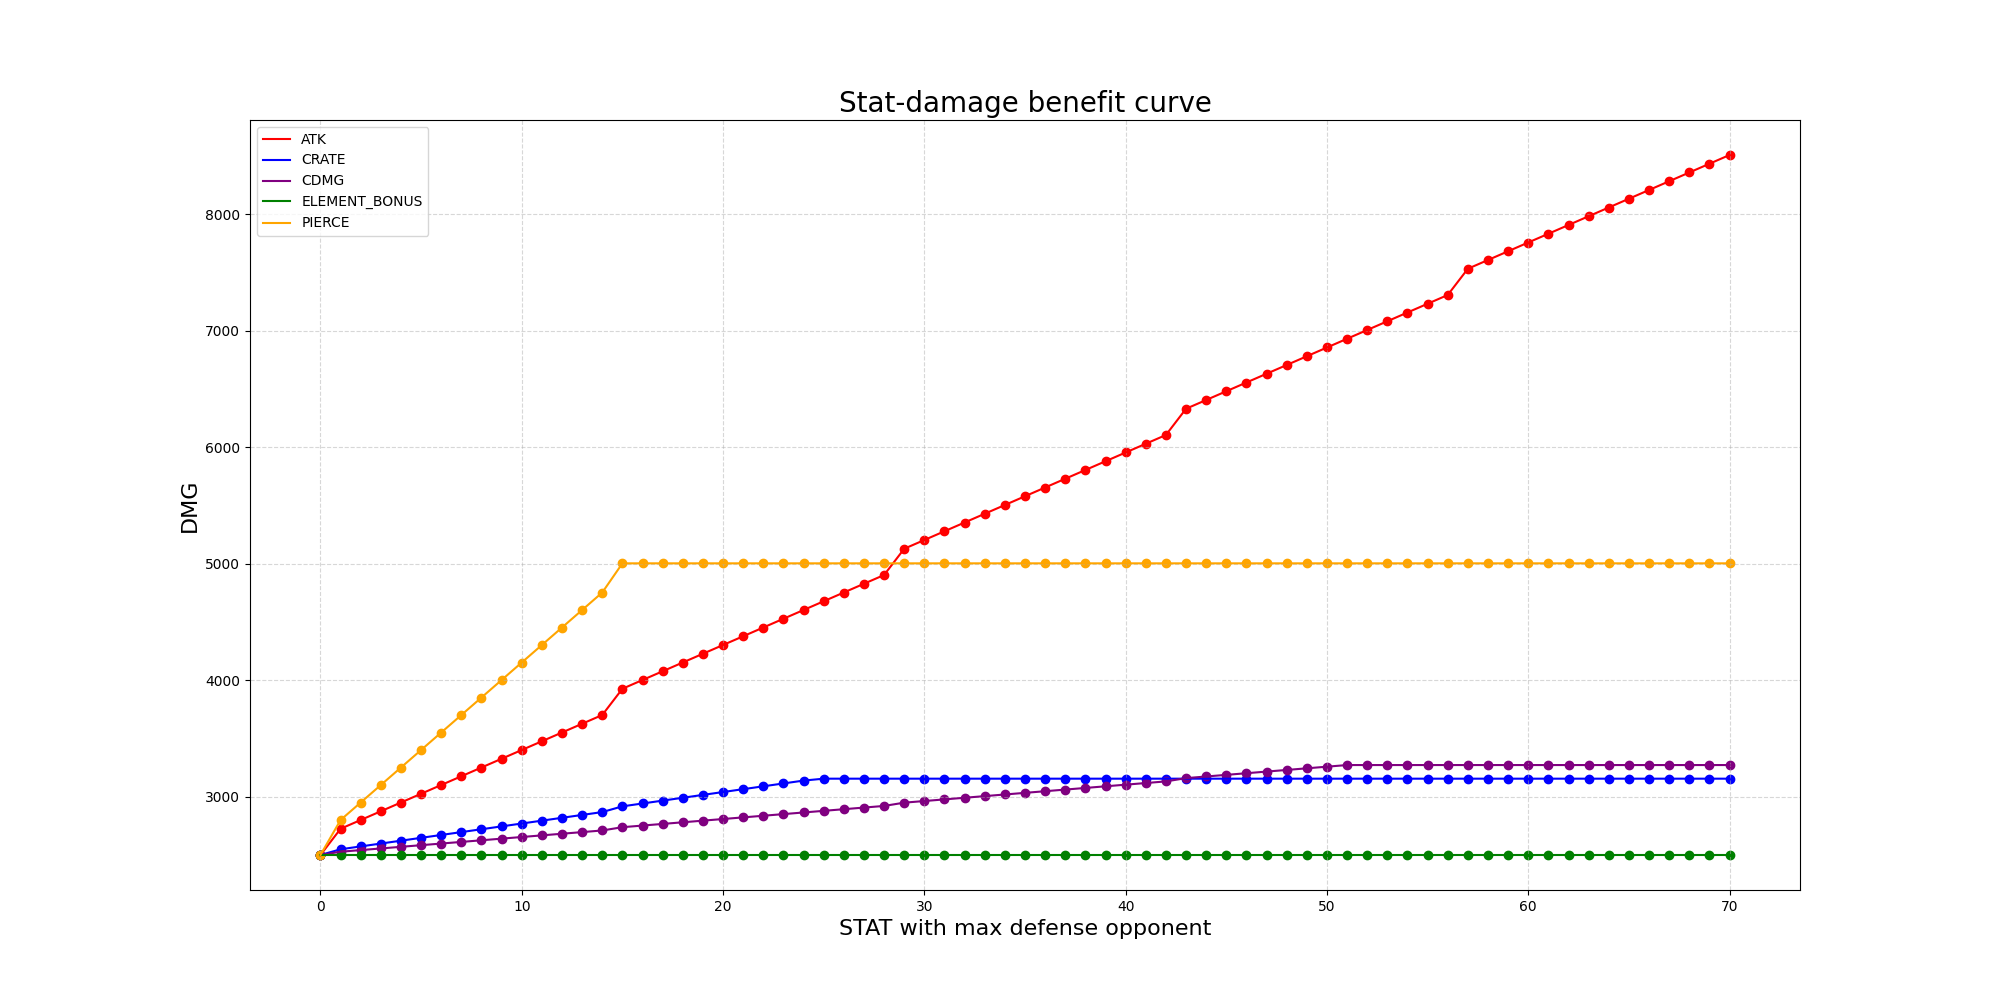 Stat-damage benefit curve
ATK
CRATE
CDMG
ELEMENT_BONUS
PIERCE
8000
7000
6000
5000
4000
3000
DMG
0 10 20 30 40 50 60 70
STAT with max defense opponent